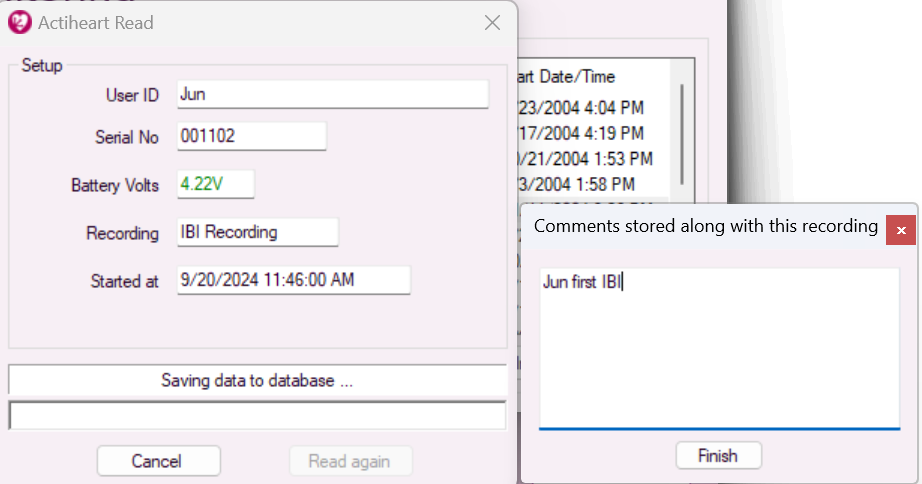 Actiheart Read
Setup
User ID Jun
Serial No 001102
Battery Volts 4.22V
Recording IBI Recording
Started at 9/20/2024 11:46:00 AM
Saving data to database ...
Cancel Read again
art Date/Time
23/2004 4:04 PM
17/2004 4:19 PM
/21/2004 1:53 PM
3/2004 1:58 PM
Comments stored along with this recording
Jun first IBI
Finish